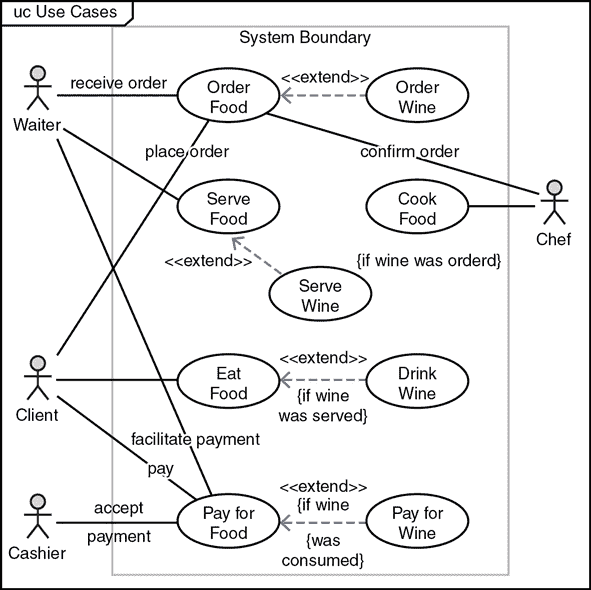 uc Use Cases
System Boundary
receive order
Order
Food
<<extend>>
Order
Wine
Waiter
place order
confirm order
Serve
Food
Cook
Food
Chef
<<extend>>
{if wine was orderd}
Serve
Wine
Client
Eat
Food
<<extend>>
{if wine
was served}
Drink
Wine
facilitate payment
pay
accept
payment
Cashier
Pay for
Food
<<extend>>
{if wine
{was
consumed}
Pay for
Wine